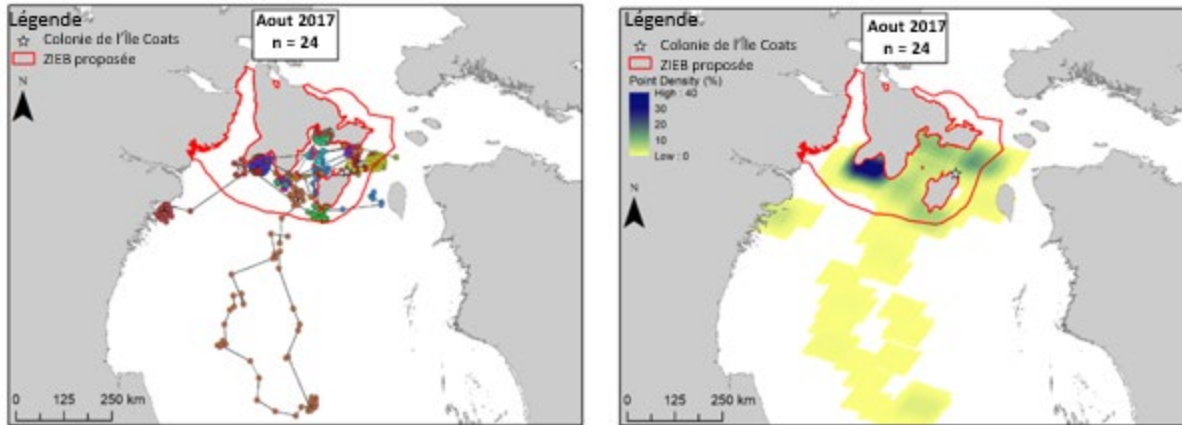 Légende
Colonie de l'Île Coats
ZIEB proposée
N
Aout 2017
n = 24
0 125 250 km
Légende
Colonie de l'Île Coats
ZIEB proposée
Point Density (%)
High : 40
30
20
10
Low : 0
N
Aout 2017
n = 24
0 125 250 km